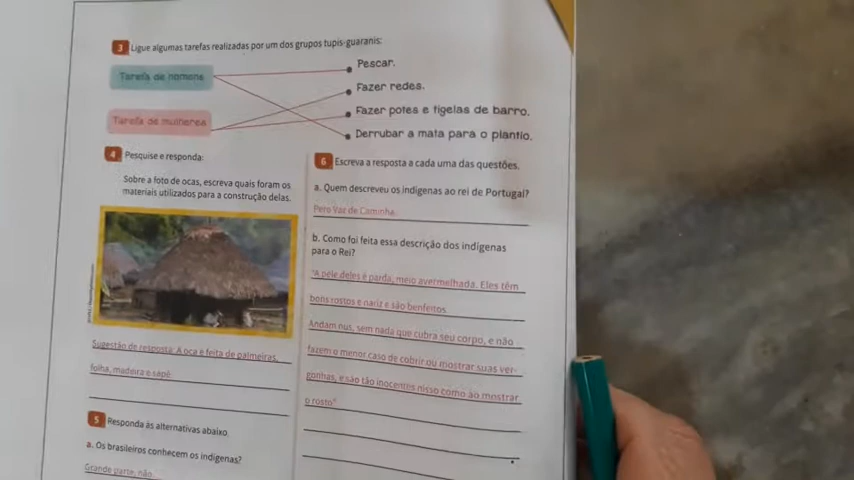 3 Ligue algumas tarefas realizadas por um dos grupos tupis-guaranis:
Tarefa de homens
Tarefa de mulheres
Pescar.
Fazer redes.
Fazer potes e tigelas de barro.
Derrubar a mata para o plantio.
4 Pesquise e responda:
Sobre a foto de ocas, escreva quais foram os
materiais utilizados para a construção delas.
Sugestão de resposta: A oca é feita de palmeiras,
folha, madeira e sapê.
5 Responda às alternativas abaixo.
a. Os brasileiros conhecem os indígenas?
Grande parte, não.
6 Escreva a resposta a cada uma das questões.
a. Quem descreveu os indígenas ao rei de Portugal?
Pero Vaz de Caminha.
b. Como foi feita essa descrição dos indígenas
para o Rei?
"A pele deles é parda, meio avermelhada. Eles têm
bons rostos e nariz e são benfeitos.
Andam nus, sem nada que cubra seu corpo, e não
fazem o menor caso de cobrir ou mostrar suas ver-
gonhas, e são tão inocentes nisso como ao mostrar
o rosto"